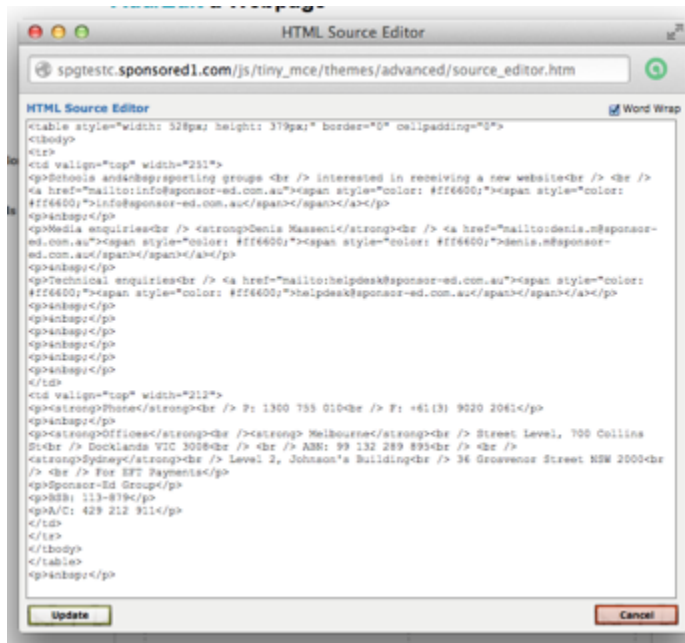 a Webpage
HTML Source Editor
spgtestc.sponsored1.com/js/tiny_mce/themes/advanced/source_editor.htm
HTML Source Editor
Word Wrap
<table style="width: 528px; height: 379px;" border="0" cellpadding="0">
<tbody>
<tr>
<td valign="top" width="251">
<p>Schools and&nbsp;sporting groups <br /> interested in receiving a new website<br /> <br />
<a href="mailto:info@sponsor-ed.com.au"><span style="color: #ff6600;"><span style="color:
#ff6600;">info@sponsor-ed.com.au</span></span></a></p>
<p>&nbsp;</p>
<p>Media enquiries<br /> <strong>Denis Masseni</strong><br /> <a href="mailto:denis.m@sponsor-
ed.com.au"><span style="color: #ff6600;"><span style="color: #ff6600;">denis.m@sponsor-
ed.com.au</span></span></a></p>
<p>&nbsp;</p>
<p>Technical enquiries<br /> <a href="mailto:helpdesk@sponsor-ed.com.au"><span style="color:
#ff6600;"><span style="color: #ff6600;">helpdesk@sponsor-ed.com.au</span></span></a></p>
<p>&nbsp;</p>
<p>&nbsp;</p>
<p>&nbsp;</p>
<p>&nbsp;</p>
<p>&nbsp;</p>
</td>
<td valign="top" width="212">
<p><strong>Phone</strong><br /> P: 1300 755 010<br /> F: +61(3) 9020 2061</p>
<p>&nbsp;</p>
<p><strong>Offices</strong><br /><strong> Melbourne</strong><br /> Street Level, 700 Collins
St<br /> Docklands VIC 3008<br /> <br /> ABN: 99 132 289 895<br /> <br />
<strong>Sydney</strong><br /> Level 2, Johnson's Building<br /> 36 Grosvenor Street NSW 2000<br
/> <br /> For EFT Payments</p>
<p>Sponsor-Ed Group</p>
<p>BSB: 113-879</p>
<p>A/C: 429 212 911</p>
</td>
</tr>
</tbody>
</table>
<p>&nbsp;</p>
Update
Cancel